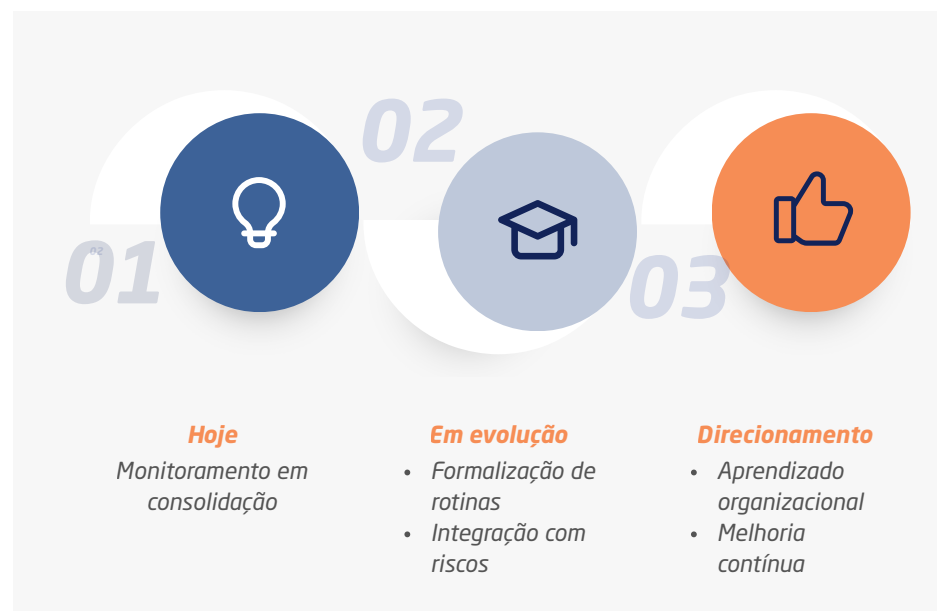 02
01
02
03
Hoje
Monitoramento em
consolidação
Em evolução
• Formalização de
rotinas
• Integração com
riscos
Direcionamento
• Aprendizado
organizacional
• Melhoria
contínua